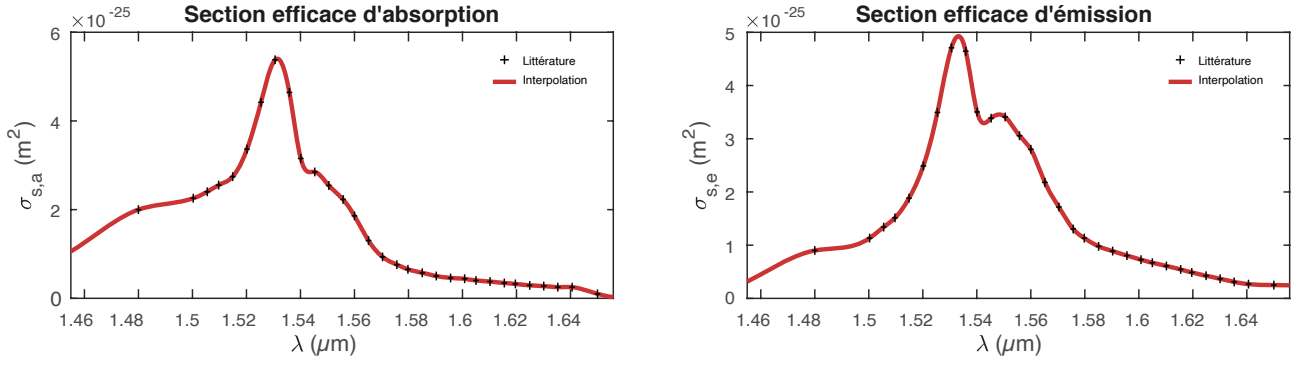 Section efficace d'absorption
×10 -25
6
4
2
0
σs,a (m2)
Littérature
Interpolation
1.46 1.48 1.5 1.52 1.54 1.56 1.58 1.6 1.62 1.64
λ (μm)
Section efficace d'émission
×10 -25
5
4
3
2
1
0
σs,e (m2)
Littérature
Interpolation
1.46 1.48 1.5 1.52 1.54 1.56 1.58 1.6 1.62 1.64
λ (μm)